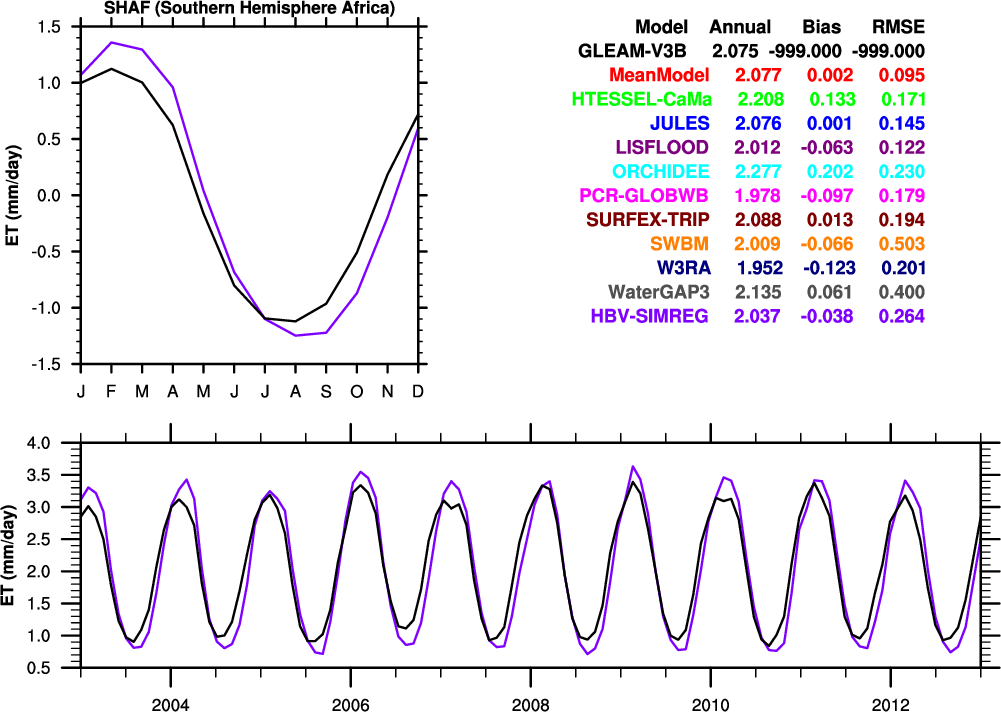 SHAF (Southern Hemisphere Africa)
1.5
1.0
0.5
0.0
-0.5
-1.0
-1.5
ET (mm/day)
J F M A M J J A S O N D
Model Annual Bias RMSE
GLEAM-V3B 2.075 -999.000 -999.000
MeanModel 2.077 0.002 0.095
HTESSEL-CaMa 2.208 0.133 0.171
JULES 2.076 0.001 0.145
LISFLOOD 2.012 -0.063 0.122
ORCHIDEE 2.277 0.202 0.230
PCR-GLOBWB 1.978 -0.097 0.179
SURFEX-TRIP 2.088 0.013 0.194
SWBM 2.009 -0.066 0.503
W3RA 1.952 -0.123 0.201
WaterGAP3 2.135 0.061 0.400
HBV-SIMREG 2.037 -0.038 0.264
4.0
3.5
3.0
2.5
2.0
1.5
1.0
0.5
ET (mm/day)
2004 2006 2008 2010 2012